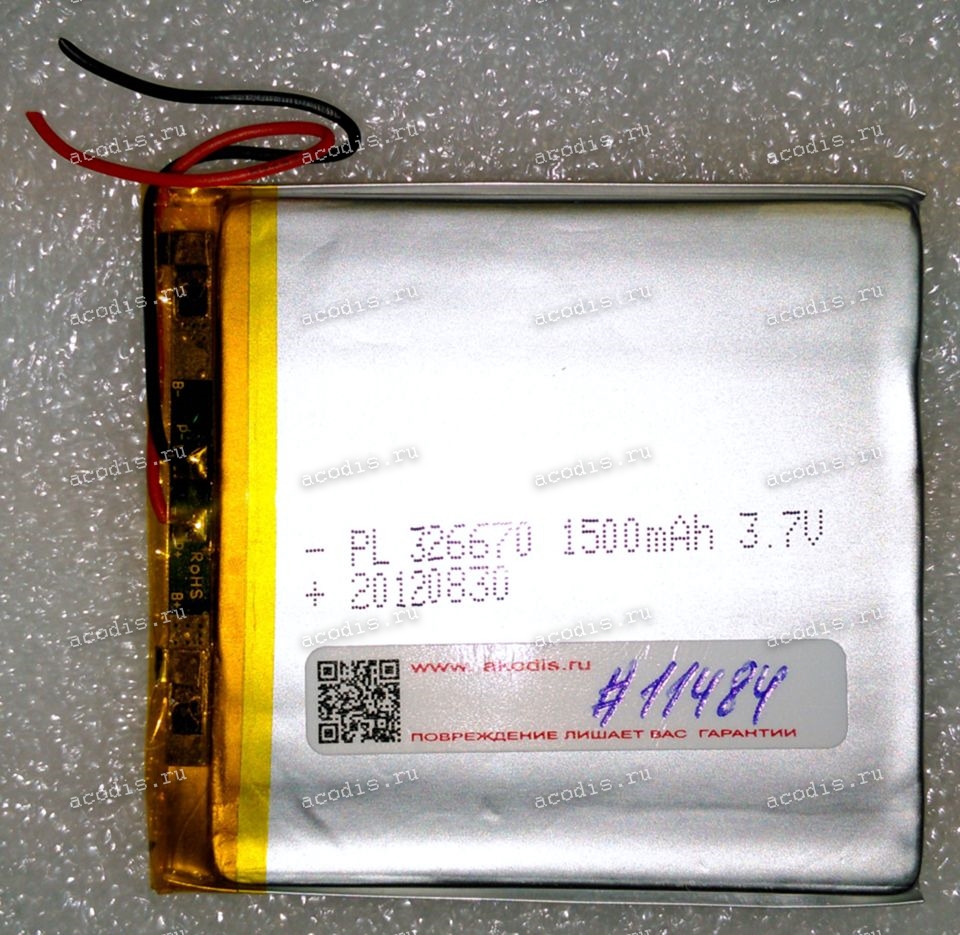 - PL 326670 1500mAh 3.7V
+ 20120830
www. akodis.ru
#11484
ПОВРЕЖДЕНИЕ ЛИШАЕТ ВАС ГАРАНТИИ
B-
P-
RoHS
B+
acodis.ru